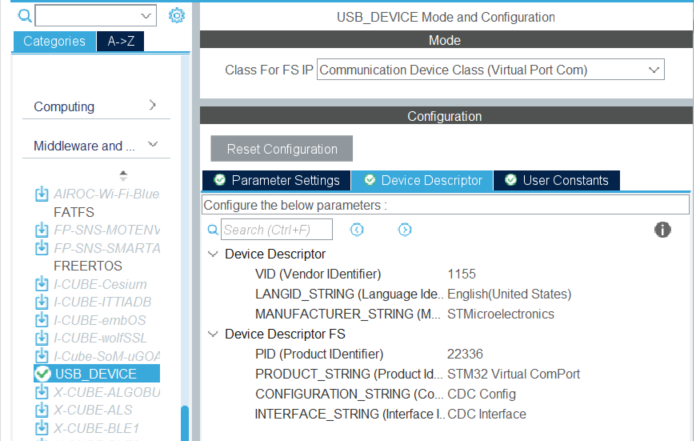 USB_DEVICE Mode and Configuration
Categories
A->Z
Computing
Middleware and ...
AIROC-Wi-Fi-Blue
FATFS
FP-SNS-MOTENV
FP-SNS-SMARTA
FREERTOS
I-CUBE-Cesium
I-CUBE-ITTIADB
I-CUBE-embOS
I-CUBE-wolfSSL
I-Cube-SoM-uGOA
USB_DEVICE
X-CUBE-ALGOBU
X-CUBE-ALS
X-CUBE-BLE1
Mode
Class For FS IP Communication Device Class (Virtual Port Com)
Configuration
Reset Configuration
Parameter Settings
Device Descriptor
User Constants
Configure the below parameters :
Search (Ctrl+F)
Device Descriptor
VID (Vendor IDentifier) 1155
LANGID_STRING (Language Ide... English(United States)
MANUFACTURER_STRING (M... STMicroelectronics
Device Descriptor FS
PID (Product IDentifier) 22336
PRODUCT_STRING (Product Id... STM32 Virtual ComPort
CONFIGURATION_STRING (Co... CDC Config
INTERFACE_STRING (Interface I... CDC Interface